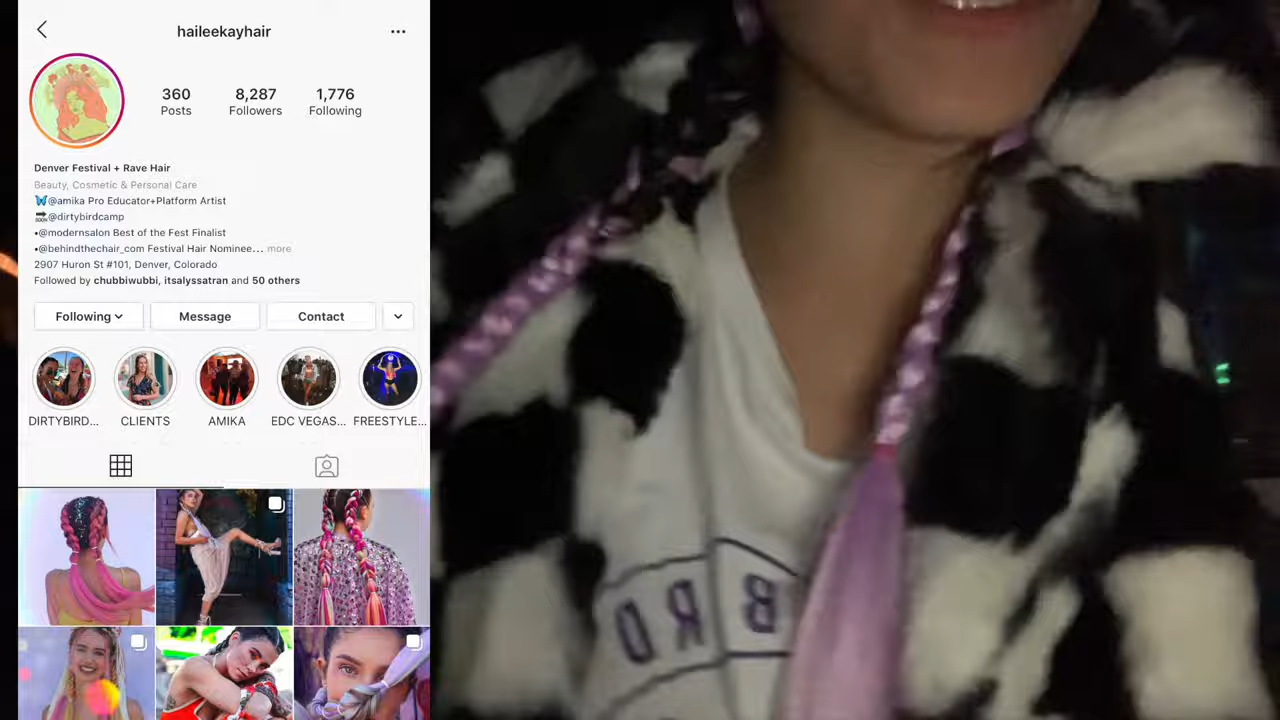 haileekayhair
360
8,287
1,776
Posts
Followers
Following
Denver Festival + Rave Hair
Beauty, Cosmetic & Personal Care
🦋@amika Pro Educator+Platform Artist
🔜@dirtybirdcamp
•@modernsalon Best of the Fest Finalist
•@behindthechair_com Festival Hair Nominee... more
2907 Huron St #101, Denver, Colorado
Followed by chubbiwubbi, itsalyssatran and 50 others
Following
Message
Contact
DIRTYBIRD...
CLIENTS
AMIKA
EDC VEGAS...
FREESTYLE...